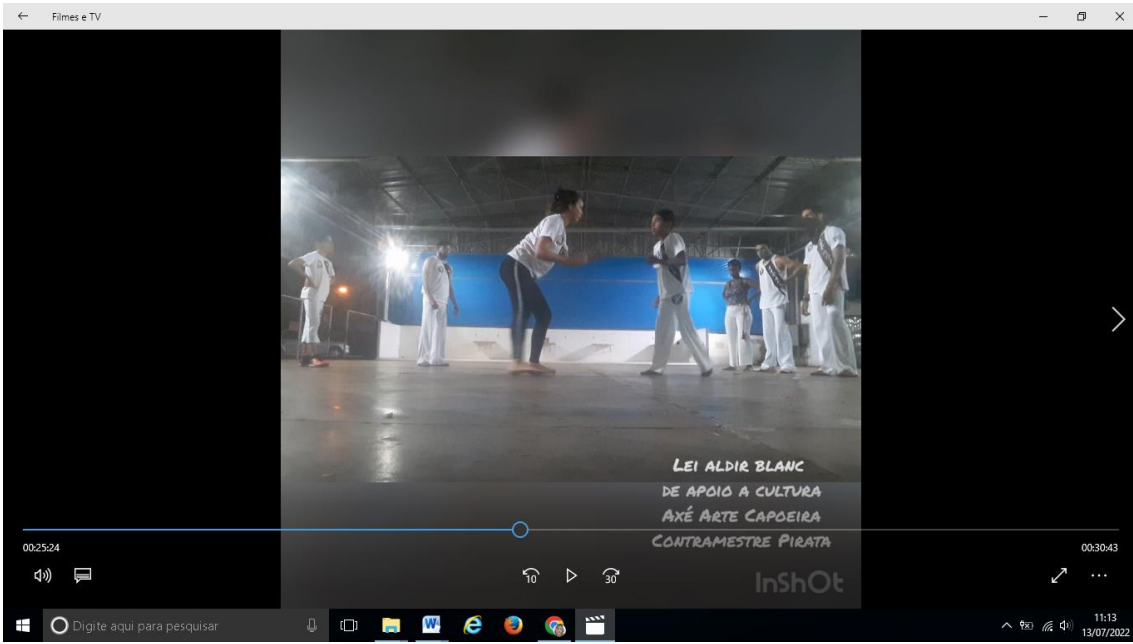 Filmes e TV
LEI ALDIR BLANC
DE APOIO A CULTURA
AXÉ ARTE CAPOEIRA
CONTRAMESTRE PIRATA
InShOt
00:25:24
00:30:43
10
30
Digite aqui para pesquisar
11:13
13/07/2022